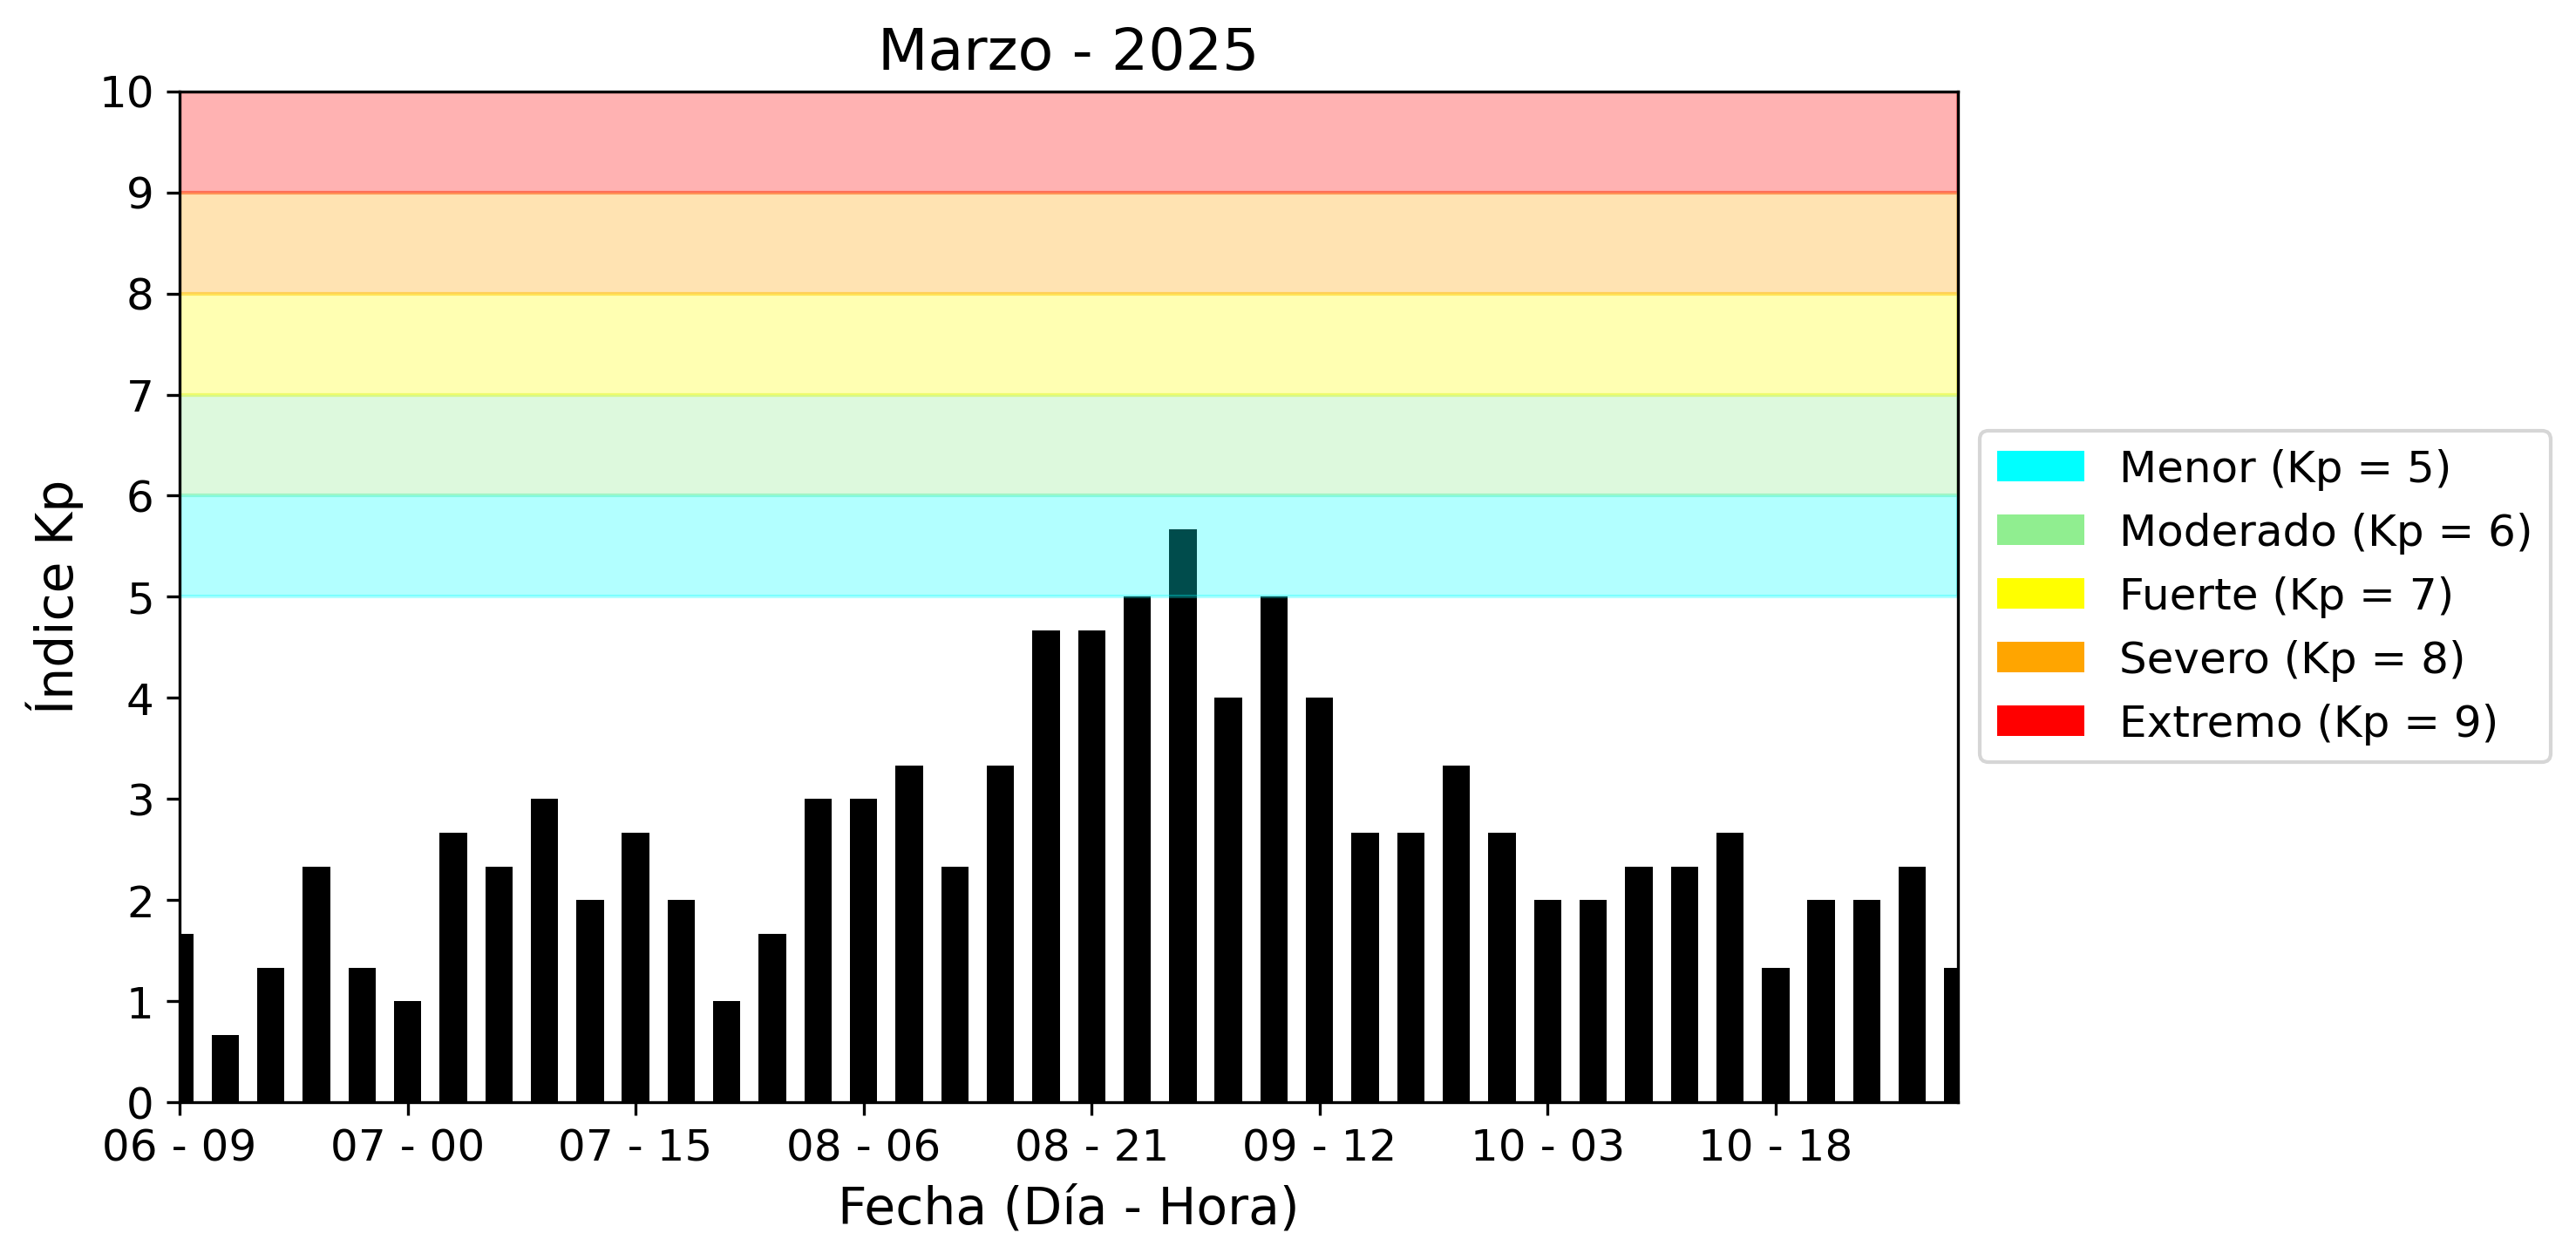 Marzo - 2025
10
9
8
7
6
5
4
3
2
1
0
Índice Kp
06 - 09
07 - 00
07 - 15
08 - 06
08 - 21
09 - 12
10 - 03
10 - 18
Fecha (Día - Hora)
Menor (Kp = 5)
Moderado (Kp = 6)
Fuerte (Kp = 7)
Severo (Kp = 8)
Extremo (Kp = 9)